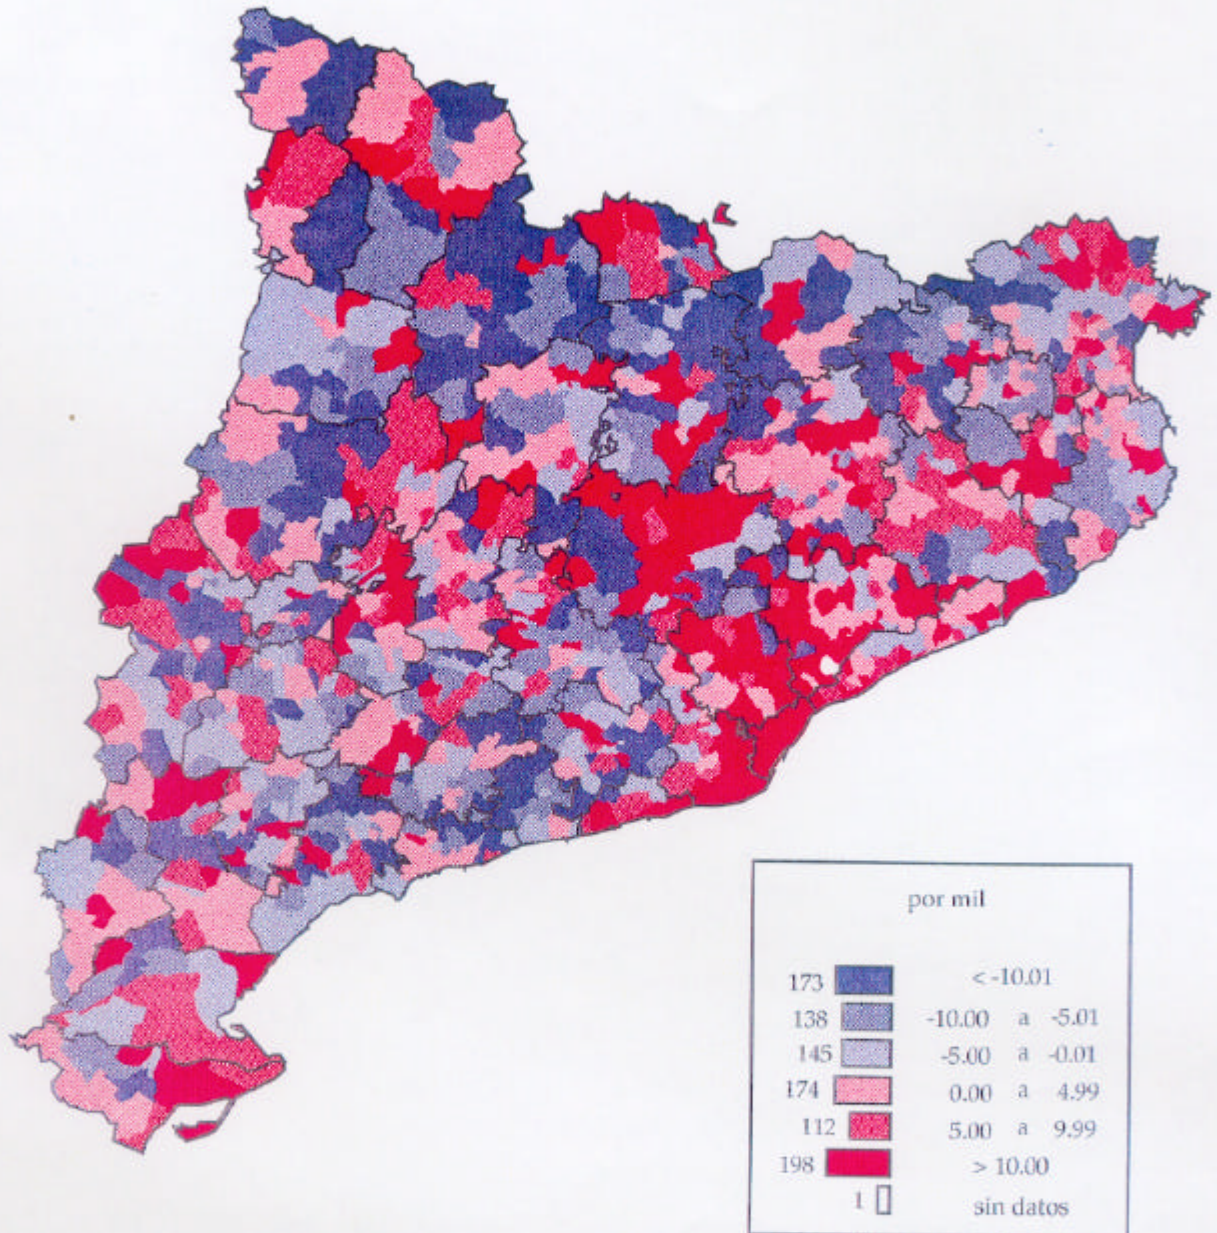 por mil
173 < -10.01
138 -10.00 a -5.01
145 -5.00 a -0.01
174 0.00 a 4.99
112 5.00 a 9.99
198 > 10.00
1 sin datos